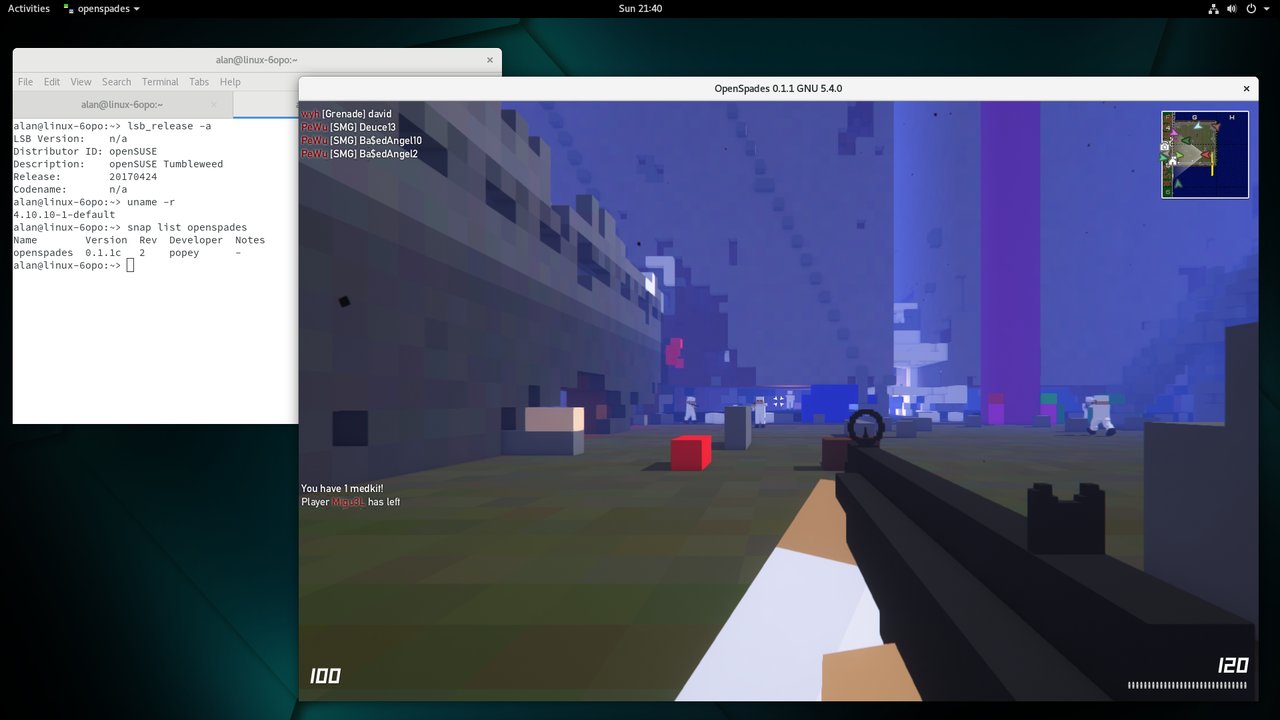 Activities openspades Sun 21:40
alan@linux-6opo:~
File Edit View Search Terminal Tabs Help
alan@linux-6opo:~
alan@linux-6opo:~> lsb_release -a
LSB Version: n/a
Distributor ID: openSUSE
Description: openSUSE Tumbleweed
Release: 20170424
Codename: n/a
alan@linux-6opo:~> uname -r
4.10.10-1-default
alan@linux-6opo:~> snap list openspades
Name Version Rev Developer Notes
openspades 0.1.1c 2 popey -
alan@linux-6opo:~>
OpenSpades 0.1.1 GNU 5.4.0
wyh [Grenade] david
PeWu [SMG] Deuce13
PeWu [SMG] Ba$edAngel10
PeWu [SMG] Ba$edAngel2
G H
You have 1 medkit!
Player Migu3L has left
100
120